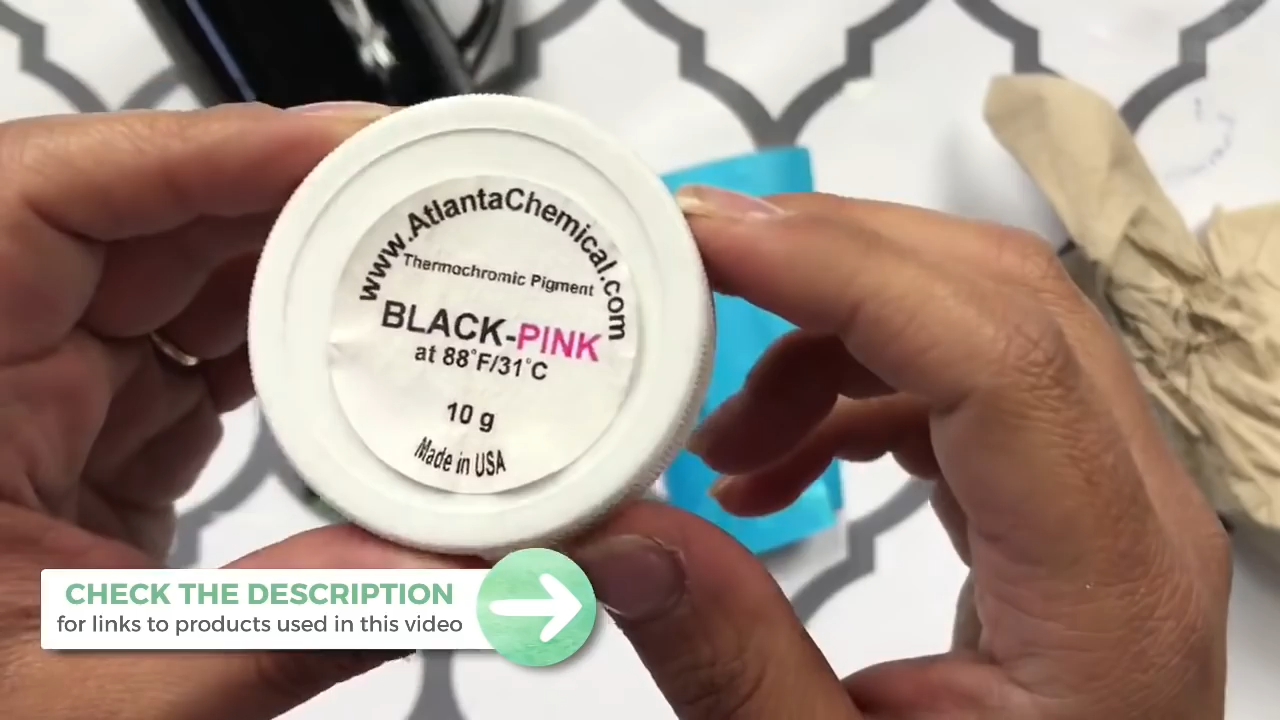 www.AtlantaChemical.com
Thermochromic Pigment
BLACK-PINK
at 88°F/31°C
10 g
Made in USA
CHECK THE DESCRIPTION
for links to products used in this video